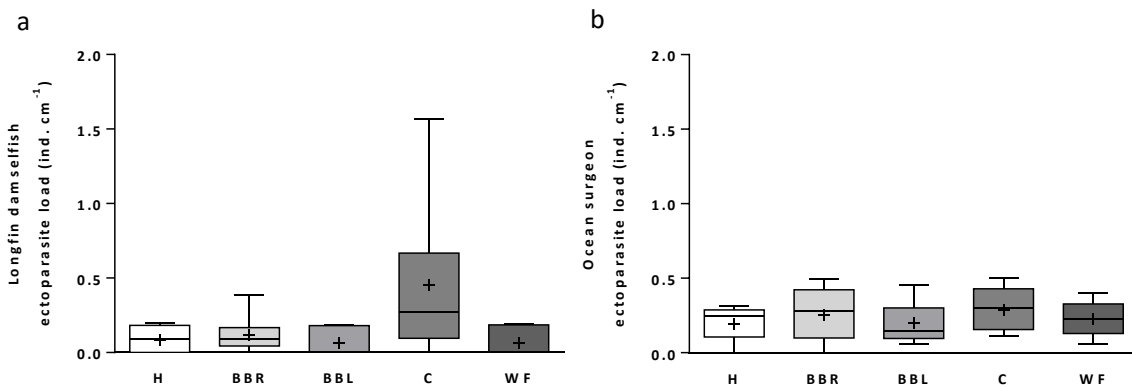 a
Longfin damselfish
ectoparasite load (ind. cm⁻¹)
2.0
1.5
1.0
0.5
0.0
H BBR BBL C WF
b
Ocean surgeon
ectoparasite load (ind. cm⁻¹)
2.0
1.5
1.0
0.5
0.0
H BBR BBL C WF